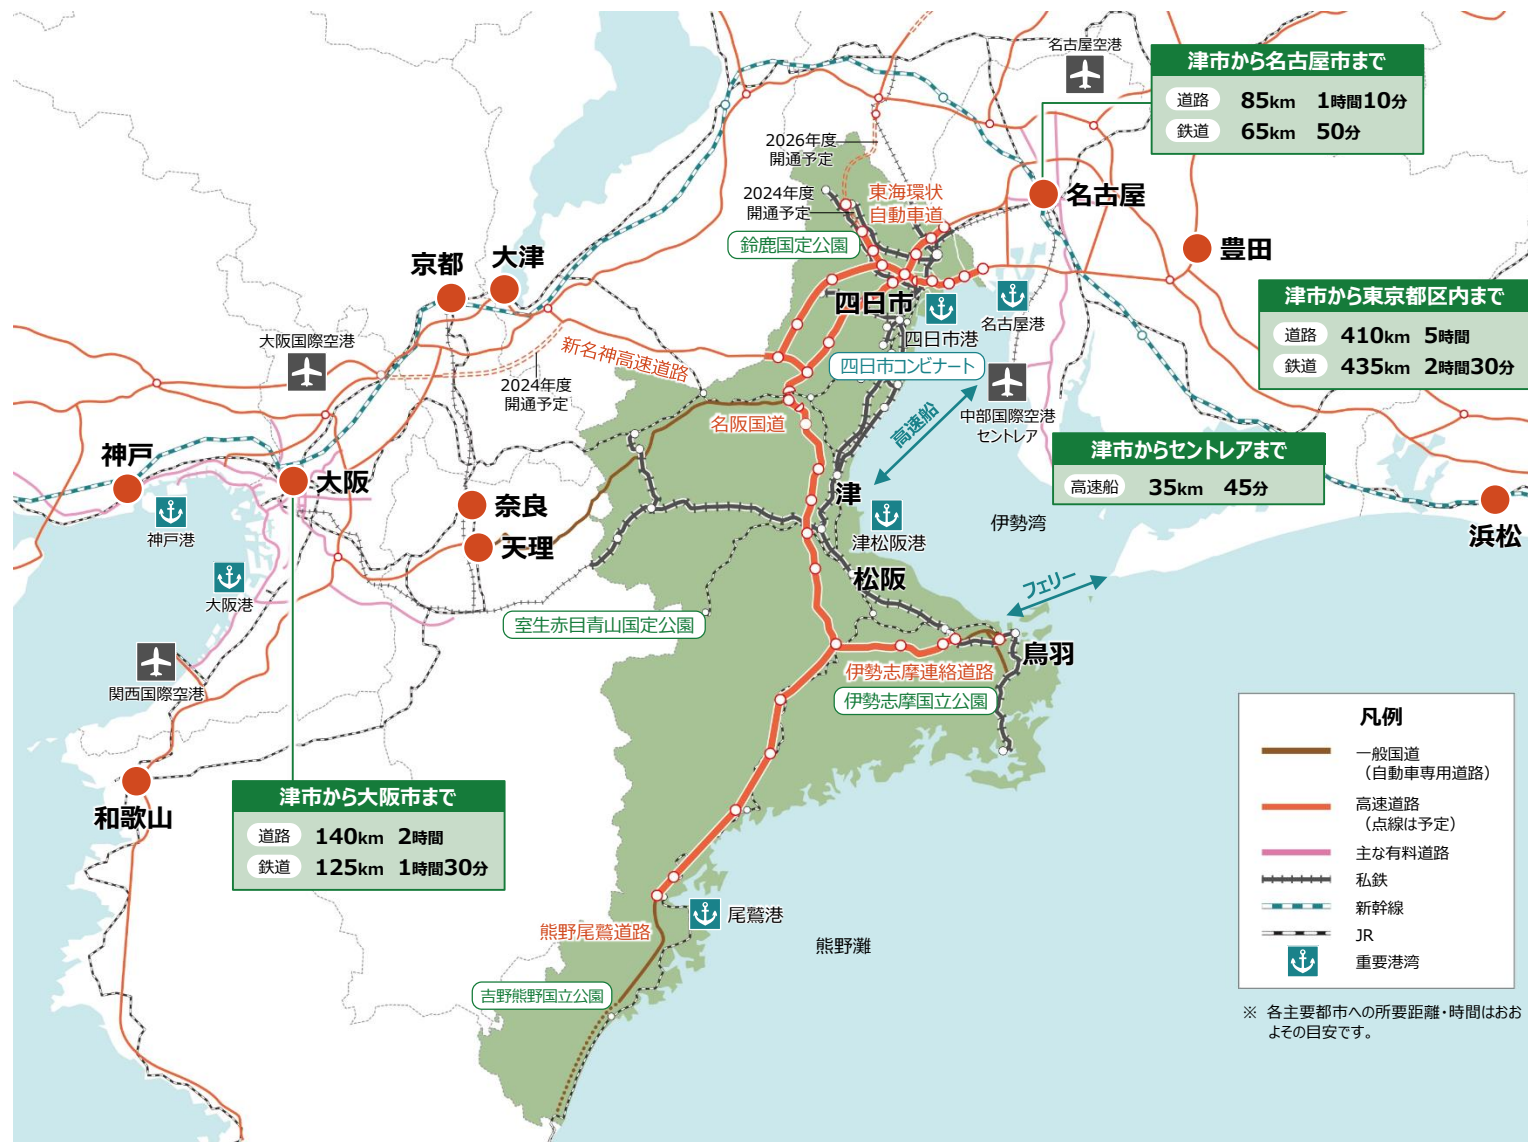 名古屋空港
津市から名古屋市まで
道路 85km 1時間10分
鉄道 65km 50分
2026年度
開通予定
2024年度
開通予定
東海環状
自動車道
名古屋
鈴鹿国定公園
豊田
京都
大津
四日市
四日市港
名古屋港
津市から東京都区内まで
道路 410km 5時間
鉄道 435km 2時間30分
大阪国際空港
新名神高速道路
2024年度
開通予定
四日市コンビナート
中部国際空港
セントレア
名阪国道
高速船
津市からセントレアまで
高速船 35km 45分
神戸
神戸港
大阪
奈良
天理
津
津松阪港
伊勢湾
浜松
大阪港
松阪
フェリー
室生赤目青山国定公園
鳥羽
関西国際空港
伊勢志摩連絡道路
伊勢志摩国立公園
和歌山
津市から大阪市まで
道路 140km 2時間
鉄道 125km 1時間30分
尾鷲港
熊野尾鷲道路
熊野灘
吉野熊野国立公園
凡例
一般国道
（自動車専用道路）
高速道路
（点線は予定）
主な有料道路
私鉄
新幹線
JR
重要港湾
※ 各主要都市への所要距離・時間はおお
よその目安です。